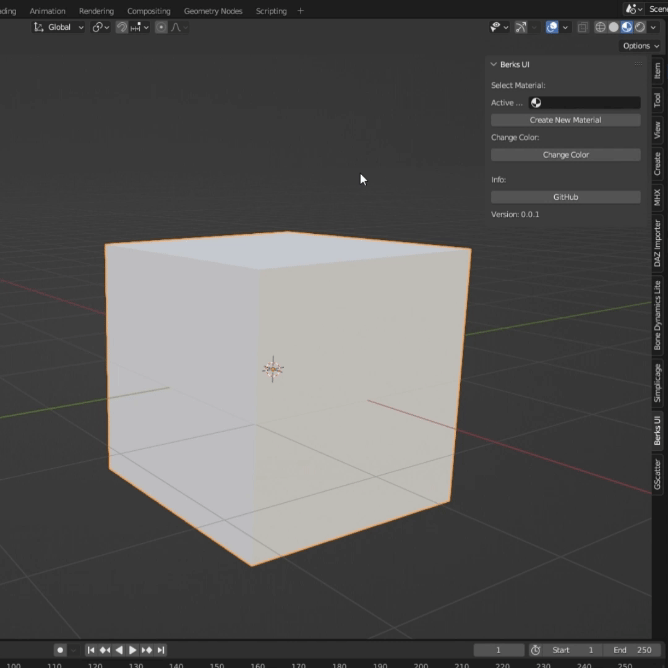 ading Animation Rendering Compositing Geometry Nodes Scripting +
Scen
Global
Options
Berks UI
Select Material:
Active ...
Create New Material
Change Color:
Change Color
Info:
GitHub
Version: 0.0.1
Item
Tool
View
Create
MHX
DAZ Importer
Bone Dynamics Lite
Simplicage
Berks UI
GScatter
1 Start 1 End 250
100 110 120 130 140 150 160 170 180 190 200 210 220 230 240 250